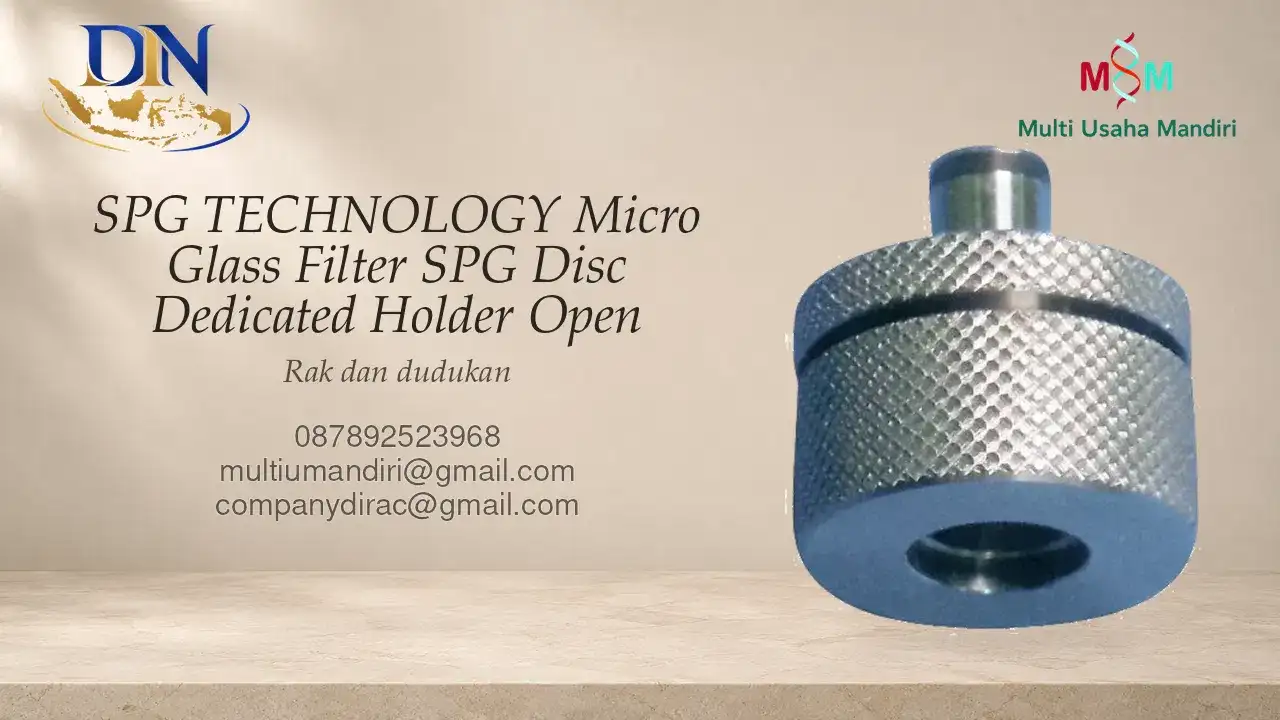 DIN
MSM
Multi Usaha Mandiri
SPG TECHNOLOGY Micro
Glass Filter SPG Disc
Dedicated Holder Open
Rak dan dudukan
087892523968
multiumandiri@gmail.com
companydirac@gmail.com